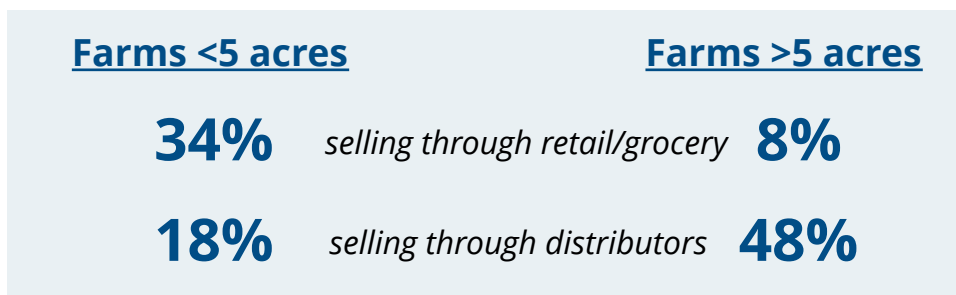 Farms <5 acres Farms >5 acres
34% selling through retail/grocery 8%
18% selling through distributors 48%